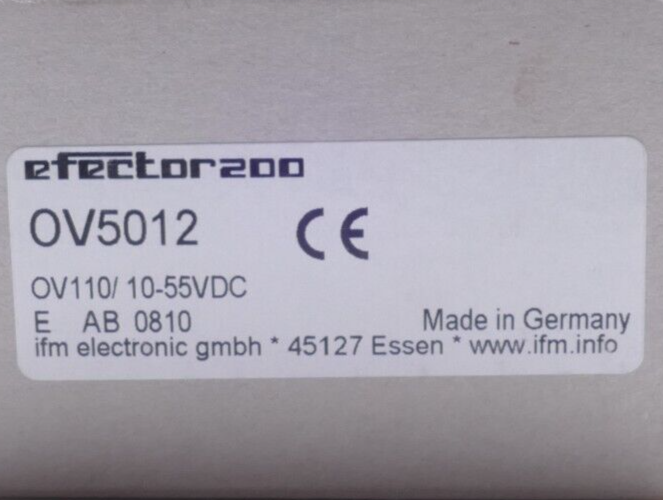 efector200
OV5012 CE
OV110/ 10-55VDC
E AB 0810 Made in Germany
ifm electronic gmbh * 45127 Essen * www.ifm.info